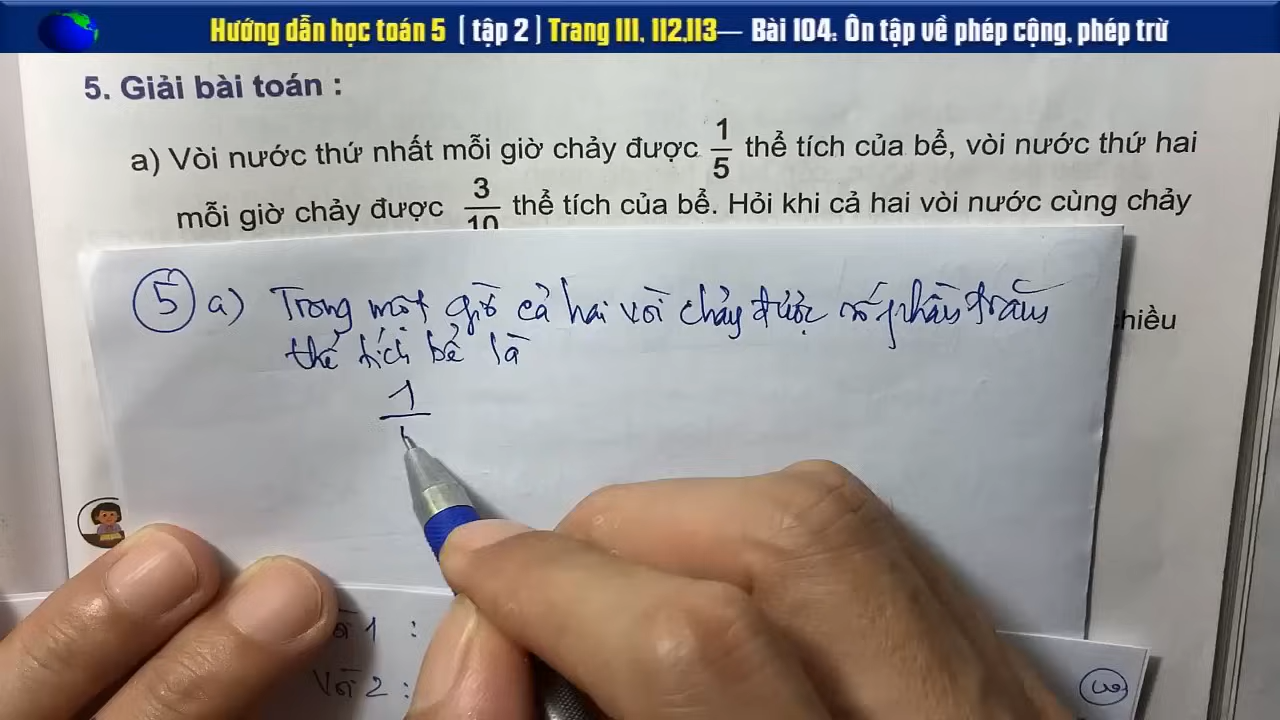 Hướng dẫn học toán 5 ( tập 2 ) Trang 111, 112,113— Bài 104: Ôn tập về phép cộng, phép trừ
5. Giải bài toán :
a) Vòi nước thứ nhất mỗi giờ chảy được 1/5 thể tích của bể, vòi nước thứ hai
mỗi giờ chảy được 3/10 thể tích của bể. Hỏi khi cả hai vòi nước cùng chảy
5 a) Trong một giờ cả hai vòi chảy được số phần trăm
hiều
thể tích bể là
1
Vòi 2 :